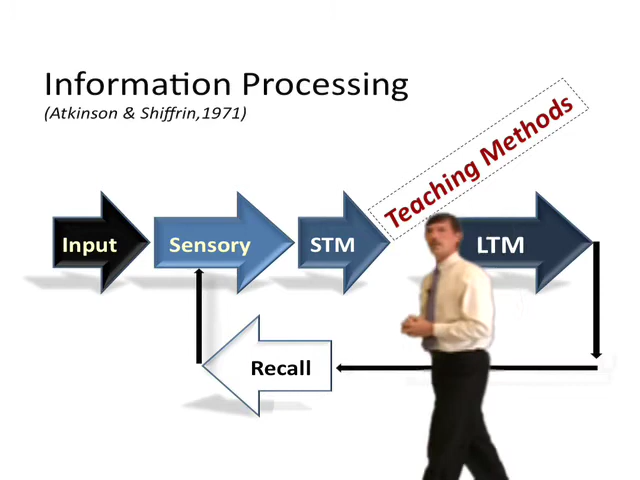 Information Processing
(Atkinson & Shiffrin,1971)
Teaching Methods
Input
Sensory
STM
LTM
Recall